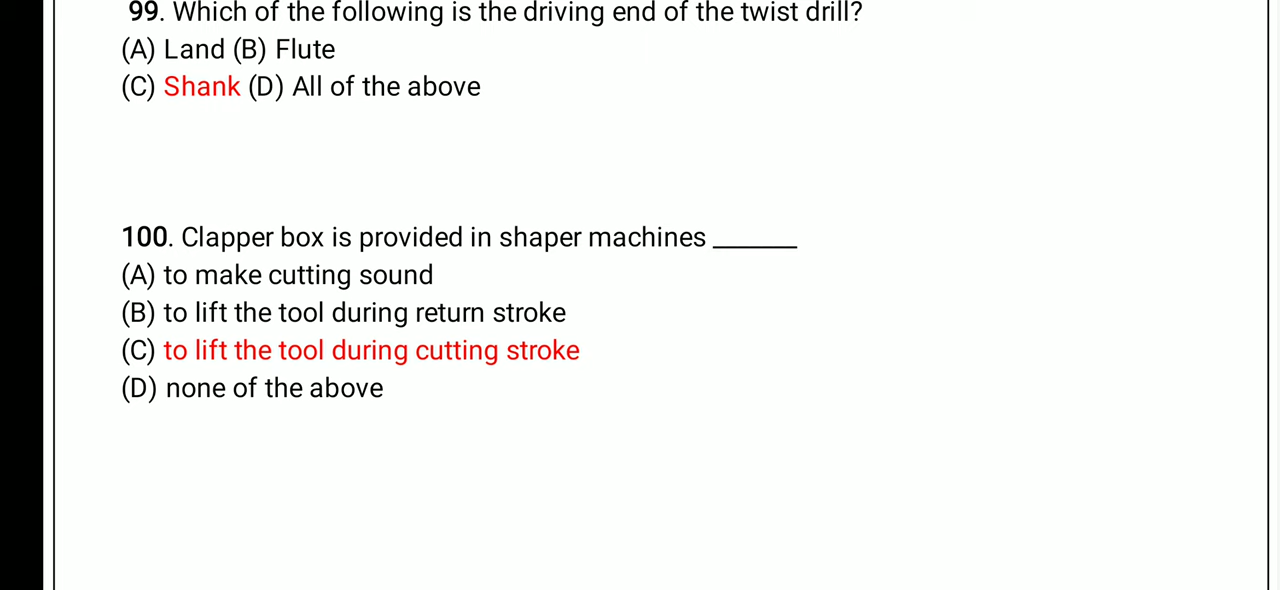 99. Which of the following is the driving end of the twist drill?
(A) Land (B) Flute
(C) Shank (D) All of the above
100. Clapper box is provided in shaper machines ______
(A) to make cutting sound
(B) to lift the tool during return stroke
(C) to lift the tool during cutting stroke
(D) none of the above